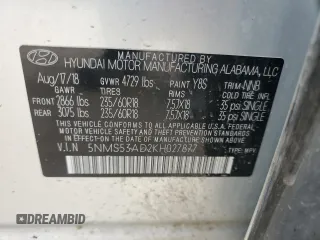 MANUFACTURED BY
HYUNDAI MOTOR MANUFACTURING ALABAMA, LLC
Aug/17/18 GVWR 4729 lbs PAINT Y8S TRIM NNB
GAWR TIRES RIMS COLD TIRE
FRONT 2866 lbs 235/60R18 7.5JX18 35 psi SINGLE
REAR 3075 lbs 235/60R18 7.5JX18 35 psi SINGLE
THIS VEHICLE CONFORMS TO ALL APPLICABLE
FEDERAL MOTOR VEHICLE SAFETY, BUMPER, AND
THEFT PREVENTION STANDARDS IN EFFECT ON
THE DATE OF MANUFACTURE SHOWN ABOVE.
V.I.N 5NMS53AD2KH027877
AUTOBIDMASTER